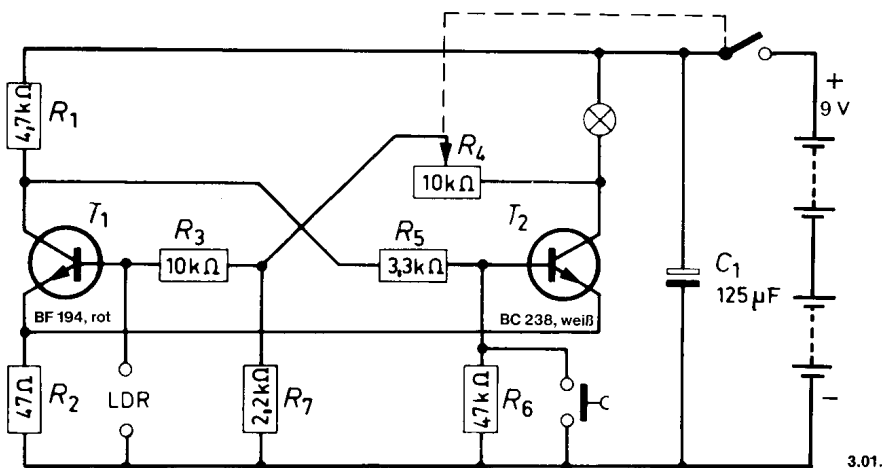 +
9 V
4,7kΩ R₁
R₄
10kΩ
T₁
R₃
10kΩ
R₅
3,3kΩ
T₂
C₁
125µF
BF 194, rot
BC 238, weiß
47Ω R₂
LDR
2,2kΩ R₇
47kΩ R₆
−
3.01.